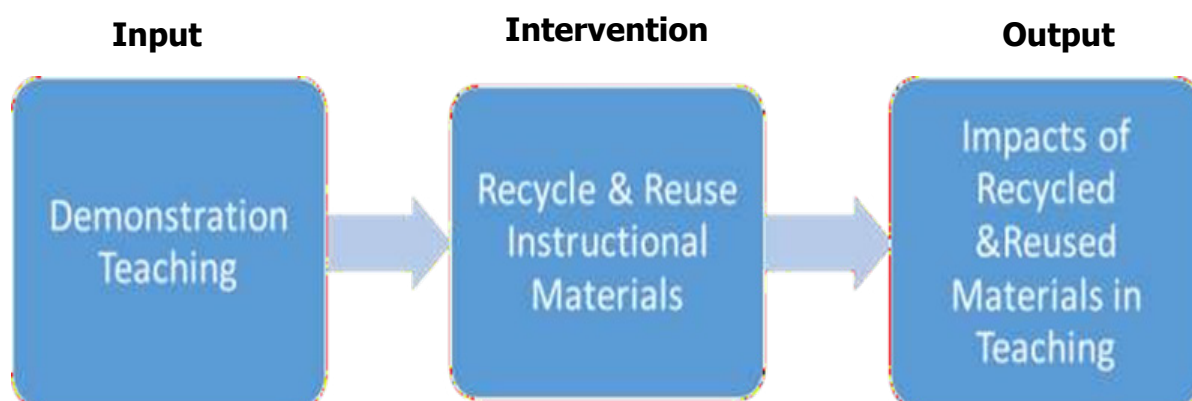 Input
Intervention
Output
Demonstration
Teaching
Recycle & Reuse
Instructional
Materials
Impacts of
Recycled
&Reused
Materials in
Teaching